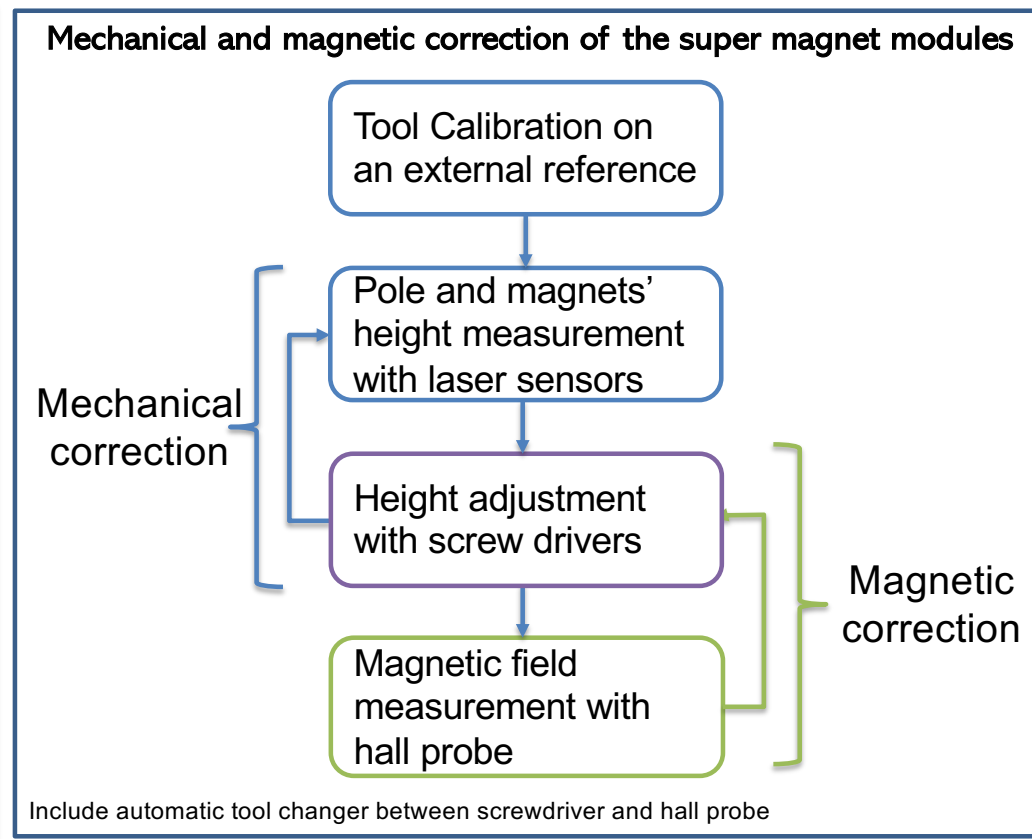 Mechanical and magnetic correction of the super magnet modules
Tool Calibration on
an external reference
Pole and magnets’
height measurement
with laser sensors
Mechanical
correction
Height adjustment
with screw drivers
Magnetic
correction
Magnetic field
measurement with
hall probe
Include automatic tool changer between screwdriver and hall probe